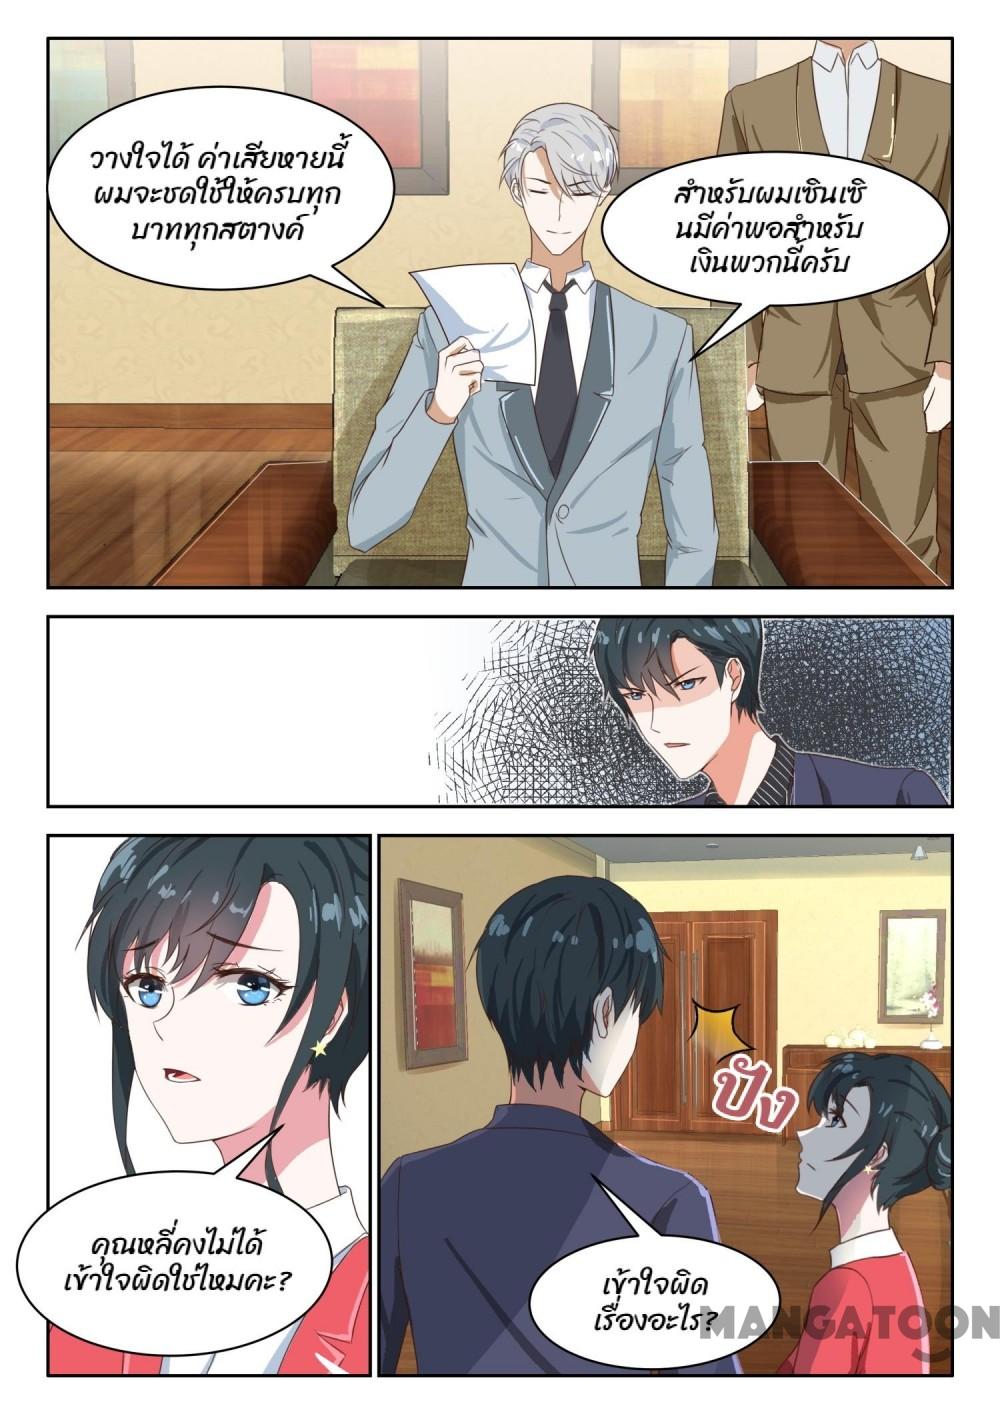 วางใจได้ ค่าเสียหายนี้
ผมจะชดใช้ให้ครบทุก
บาททุกสตางค์
สำหรับผมเซินเซิ
นมีค่าพอสำหรับ
เงินพวกนี้ครับ
คุณหลี่คงไม่ได้
เข้าใจผิดใช่ไหมคะ?
ปัง
เข้าใจผิด
เรื่องอะไร?
MANGATOON